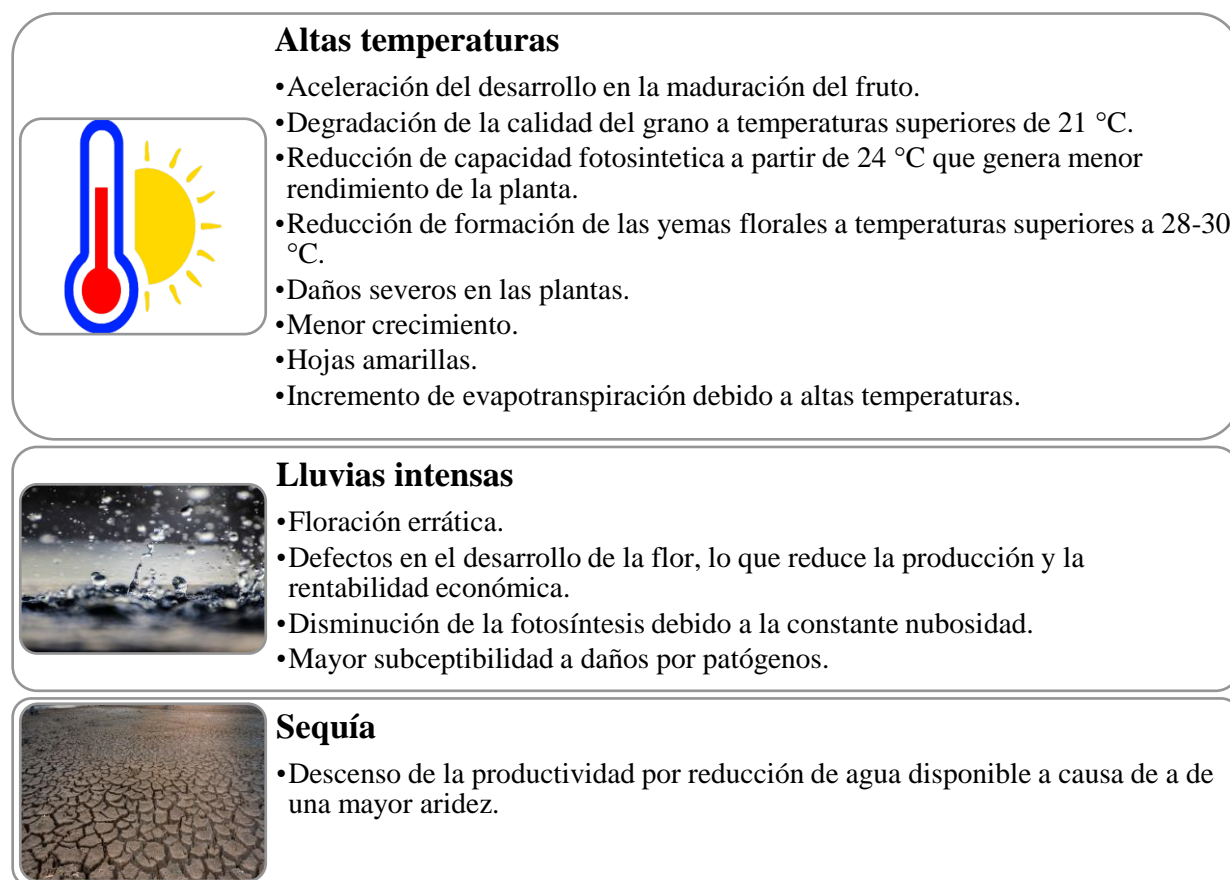 Altas temperaturas
•Aceleración del desarrollo en la maduración del fruto.
•Degradación de la calidad del grano a temperaturas superiores de 21 °C.
•Reducción de capacidad fotosintetica a partir de 24 °C que genera menor
rendimiento de la planta.
•Reducción de formación de las yemas florales a temperaturas superiores a 28-30
°C.
•Daños severos en las plantas.
•Menor crecimiento.
•Hojas amarillas.
•Incremento de evapotranspiración debido a altas temperaturas.
Lluvias intensas
•Floración errática.
•Defectos en el desarrollo de la flor, lo que reduce la producción y la
rentabilidad económica.
•Disminución de la fotosíntesis debido a la constante nubosidad.
•Mayor subceptibilidad a daños por patógenos.
Sequía
•Descenso de la productividad por reducción de agua disponible a causa de a de
una mayor aridez.